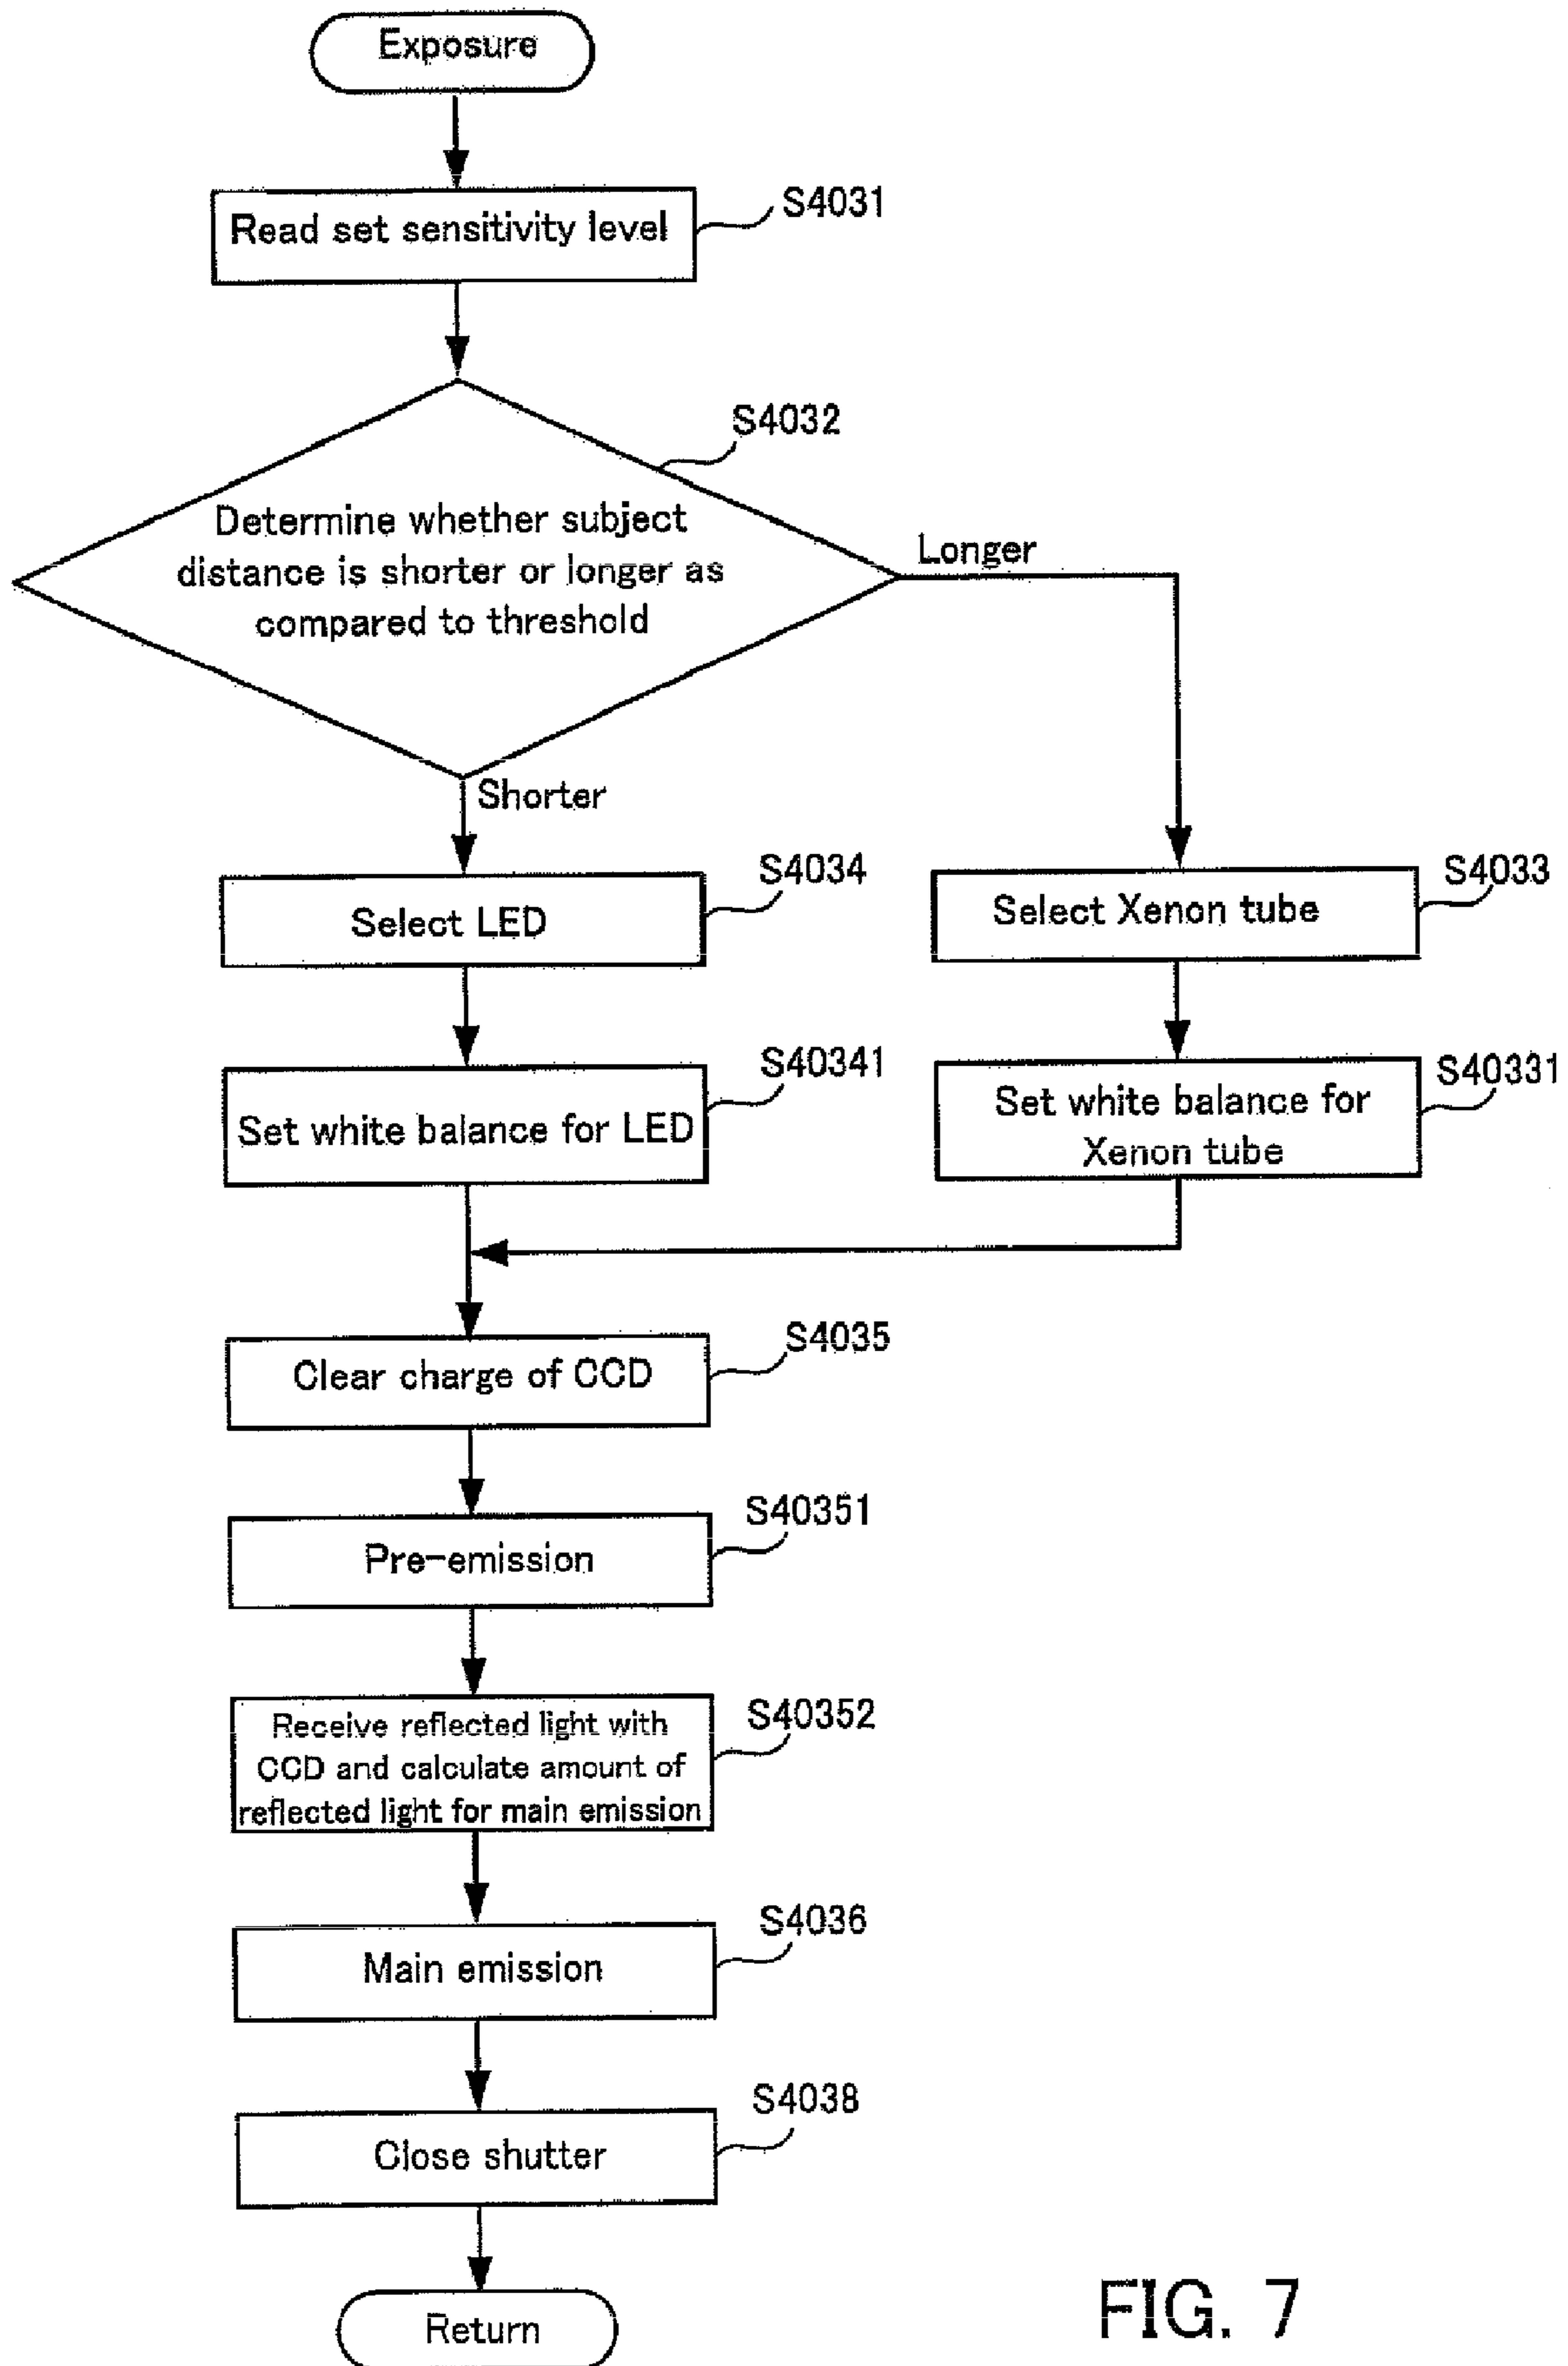 Exposure
Read set sensitivity level
S4031
S4032
Determine whether subject
distance is shorter or longer as
compared to threshold
Longer
Shorter
S4034
Select LED
S4033
Select Xenon tube
S40341
Set white balance for LED
S40331
Set white balance for
Xenon tube
S4035
Clear charge of CCD
S40351
Pre-emission
S40352
Receive reflected light with
CCD and calculate amount of
reflected light for main emission
S4036
Main emission
S4038
Close shutter
Return
FIG. 7